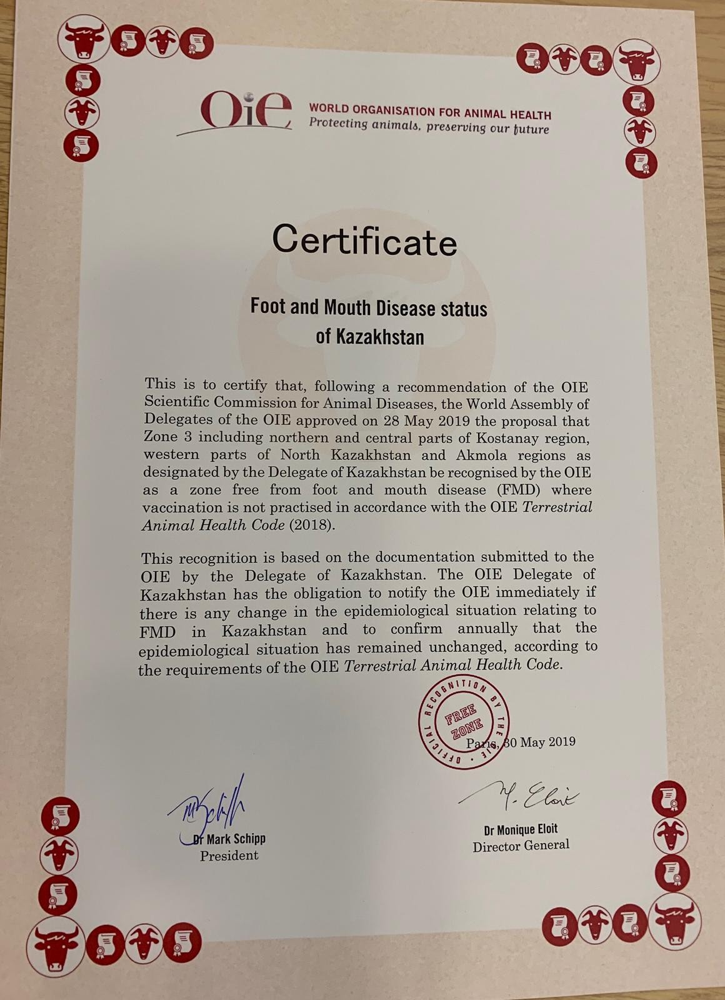 OiE
WORLD ORGANISATION FOR ANIMAL HEALTH
Protecting animals, preserving our future
Certificate
Foot and Mouth Disease status
of Kazakhstan
This is to certify that, following a recommendation of the OIE
Scientific Commission for Animal Diseases, the World Assembly of
Delegates of the OIE approved on 28 May 2019 the proposal that
Zone 3 including northern and central parts of Kostanay region,
western parts of North Kazakhstan and Akmola regions as
designated by the Delegate of Kazakhstan be recognised by the OIE
as a zone free from foot and mouth disease (FMD) where
vaccination is not practised in accordance with the OIE Terrestrial
Animal Health Code (2018).
This recognition is based on the documentation submitted to the
OIE by the Delegate of Kazakhstan. The OIE Delegate of
Kazakhstan has the obligation to notify the OIE immediately if
there is any change in the epidemiological situation relating to
FMD in Kazakhstan and to confirm annually that the
epidemiological situation has remained unchanged, according to
the requirements of the OIE Terrestrial Animal Health Code.
OFFICIAL RECOGNITION BY THE OIE
FREE
ZONE
Paris, 30 May 2019
MSchipp
M. Eloit
Dr Mark Schipp
President
Dr Monique Eloit
Director General